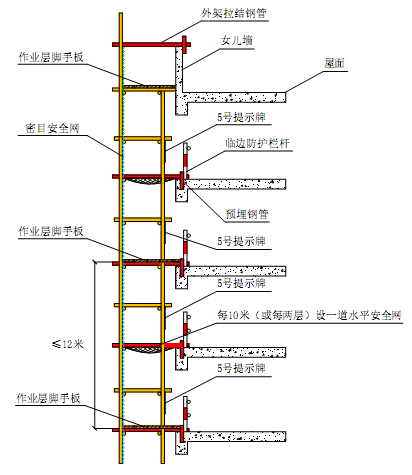 外架拉结钢管
女儿墙
作业层脚手板
屋面
5号提示牌
密目安全网
临边防护栏杆
预埋钢管
作业层脚手板
5号提示牌
5号提示牌
每10米（或每两层）设一道水平安全网
≤12米
5号提示牌
作业层脚手板